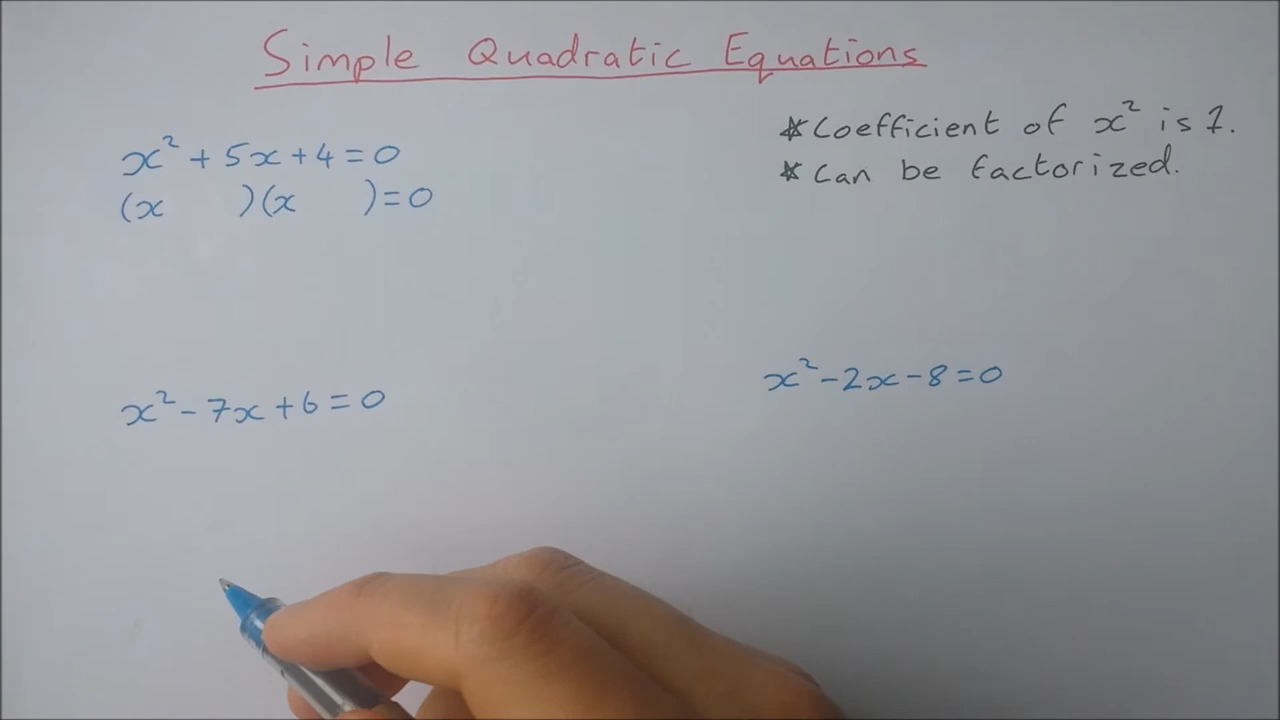 Simple Quadratic Equations
* Coefficient of x² is 1.
* Can be factorized.
x² + 5x + 4 = 0
(x    )(x    ) = 0
x² - 7x + 6 = 0
x² - 2x - 8 = 0